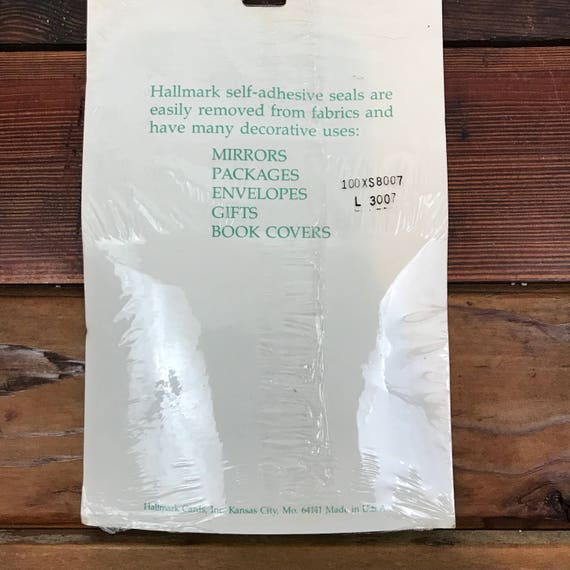 Hallmark self-adhesive seals are
easily removed from fabrics and
have many decorative uses:
MIRRORS
PACKAGES
ENVELOPES
GIFTS
BOOK COVERS
100XS8007
L 3007
Hallmark Cards, Inc. Kansas City, Mo. 64141 Made in U.S.A.